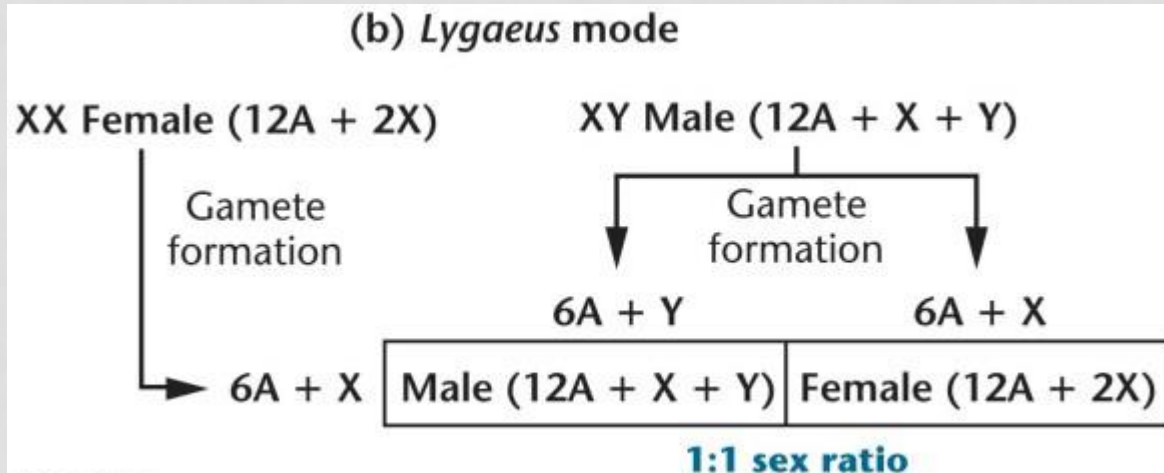 (b) Lygaeus mode
XX Female (12A + 2X)
XY Male (12A + X + Y)
Gamete
formation
Gamete
formation
6A + Y
6A + X
6A + X
Male (12A + X + Y)
Female (12A + 2X)
1:1 sex ratio